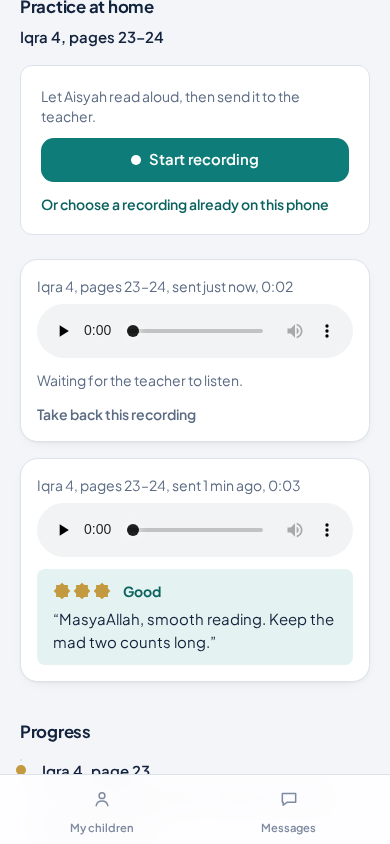 Practice at home
Iqra 4, pages 23–24
Let Aisyah read aloud, then send it to the
teacher.
Start recording
Or choose a recording already on this phone
Iqra 4, pages 23–24, sent just now, 0:02
0:00
Waiting for the teacher to listen.
Take back this recording
Iqra 4, pages 23–24, sent 1 min ago, 0:03
0:00
Good
“MasyaAllah, smooth reading. Keep the
mad two counts long.”
Progress
Iqra 4, page 23
My children
Messages